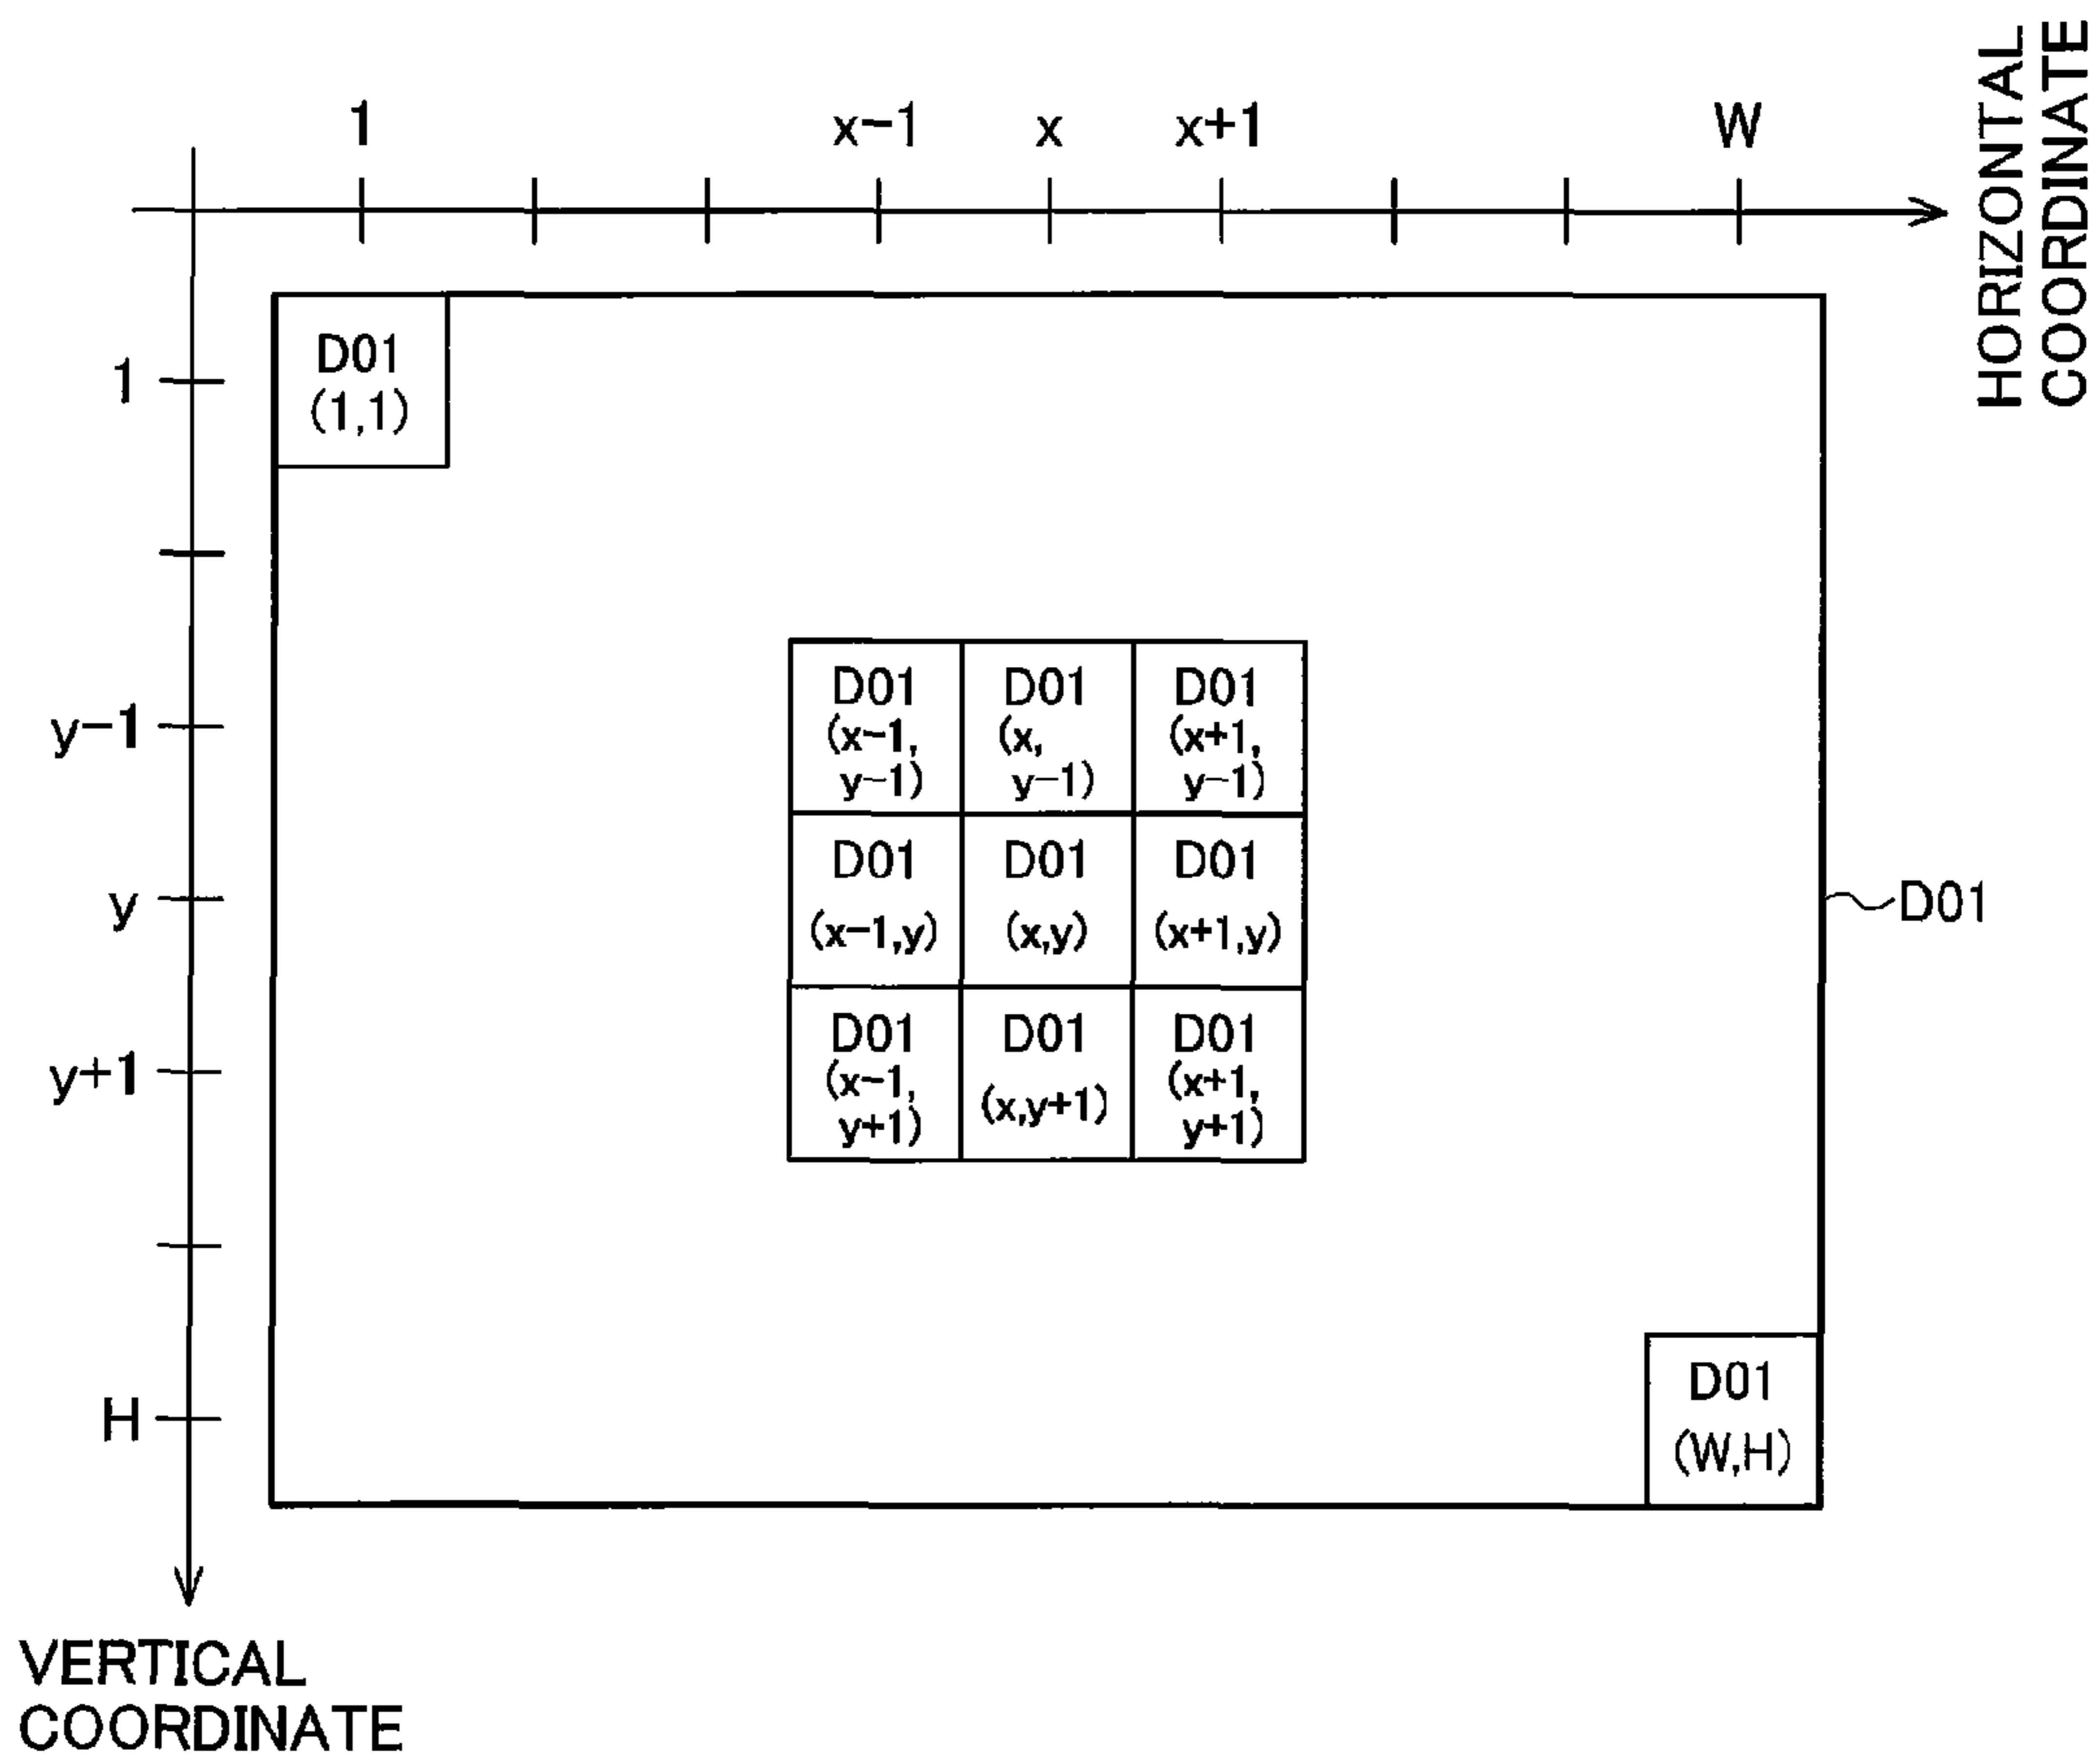 HORIZONTAL
COORDINATE
1
x-1
x
x+1
W
1
y-1
y
y+1
H
D01
(1,1)
D01
(x-1,
y-1)
D01
(x,
y-1)
D01
(x+1,
y-1)
D01
(x-1,y)
D01
(x,y)
D01
(x+1,y)
D01
(x-1,
y+1)
D01
(x,y+1)
D01
(x+1,
y+1)
D01
D01
(W,H)
VERTICAL
COORDINATE